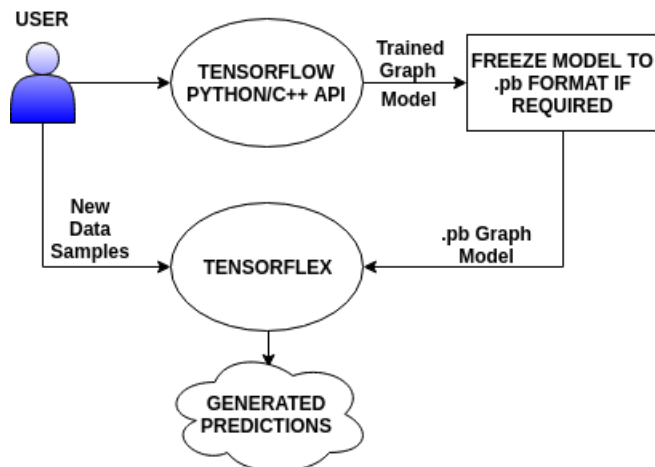 USER
TENSORFLOW
PYTHON/C++ API
Trained
Graph
Model
FREEZE MODEL TO
.pb FORMAT IF
REQUIRED
New
Data
Samples
TENSORFLEX
.pb Graph
Model
GENERATED
PREDICTIONS